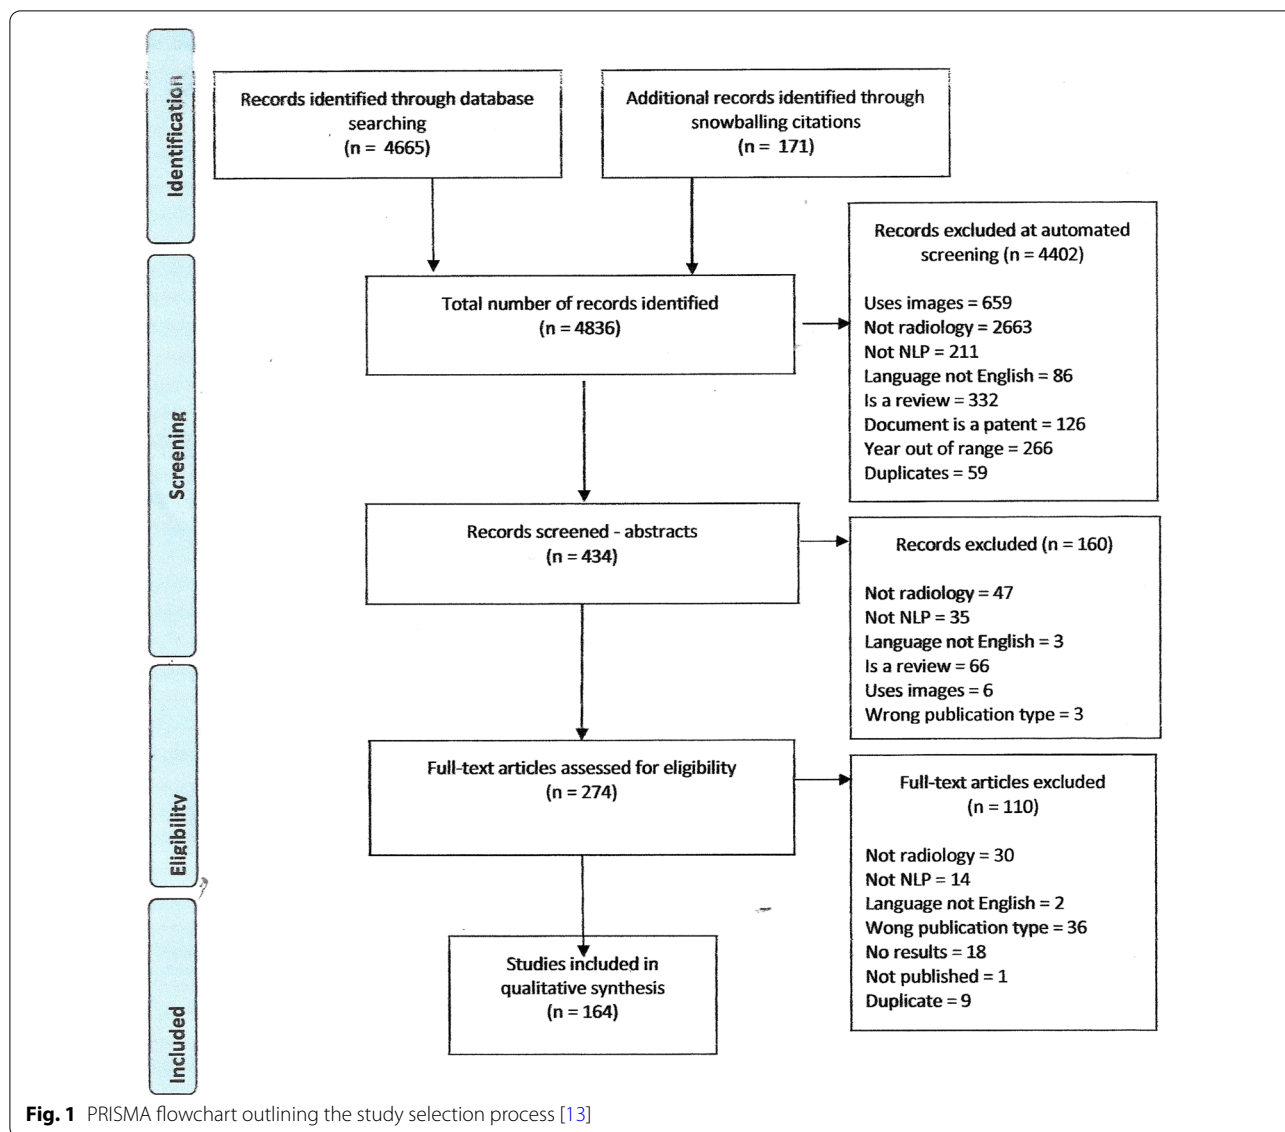 Identification
Records identified through database
searching
(n = 4665)
Additional records identified through
snowballing citations
(n = 171)
Records excluded at automated
screening (n = 4402)
Uses images = 659
Not radiology = 2663
Not NLP = 211
Language not English = 86
Is a review = 332
Document is a patent = 126
Year out of range = 266
Duplicates = 59
Screening
Total number of records identified
(n = 4836)
Records screened - abstracts
(n = 434)
Records excluded (n = 160)
Not radiology = 47
Not NLP = 35
Language not English = 3
Is a review = 66
Uses images = 6
Wrong publication type = 3
Eligibility
Full-text articles assessed for eligibility
(n = 274)
Full-text articles excluded
(n = 110)
Not radiology = 30
Not NLP = 14
Language not English = 2
Wong publication type = 36
No results = 18
Not published = 1
Duplicate = 9
Included
Studies included in
qualitative synthesis
(n = 164)
Fig. 1 PRISMA flowchart outlining the study selection process [13]